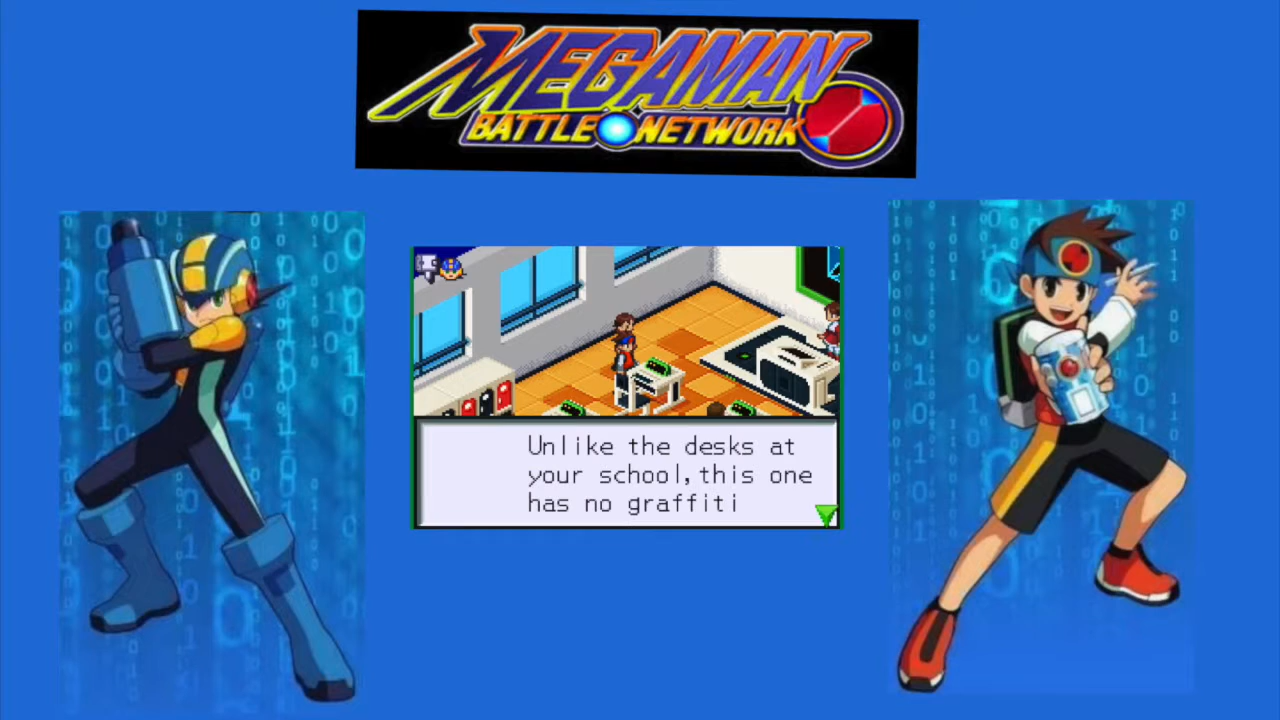 MEGAMAN
BATTLE NETWORK
Unlike the desks at
your school,this one
has no graffiti